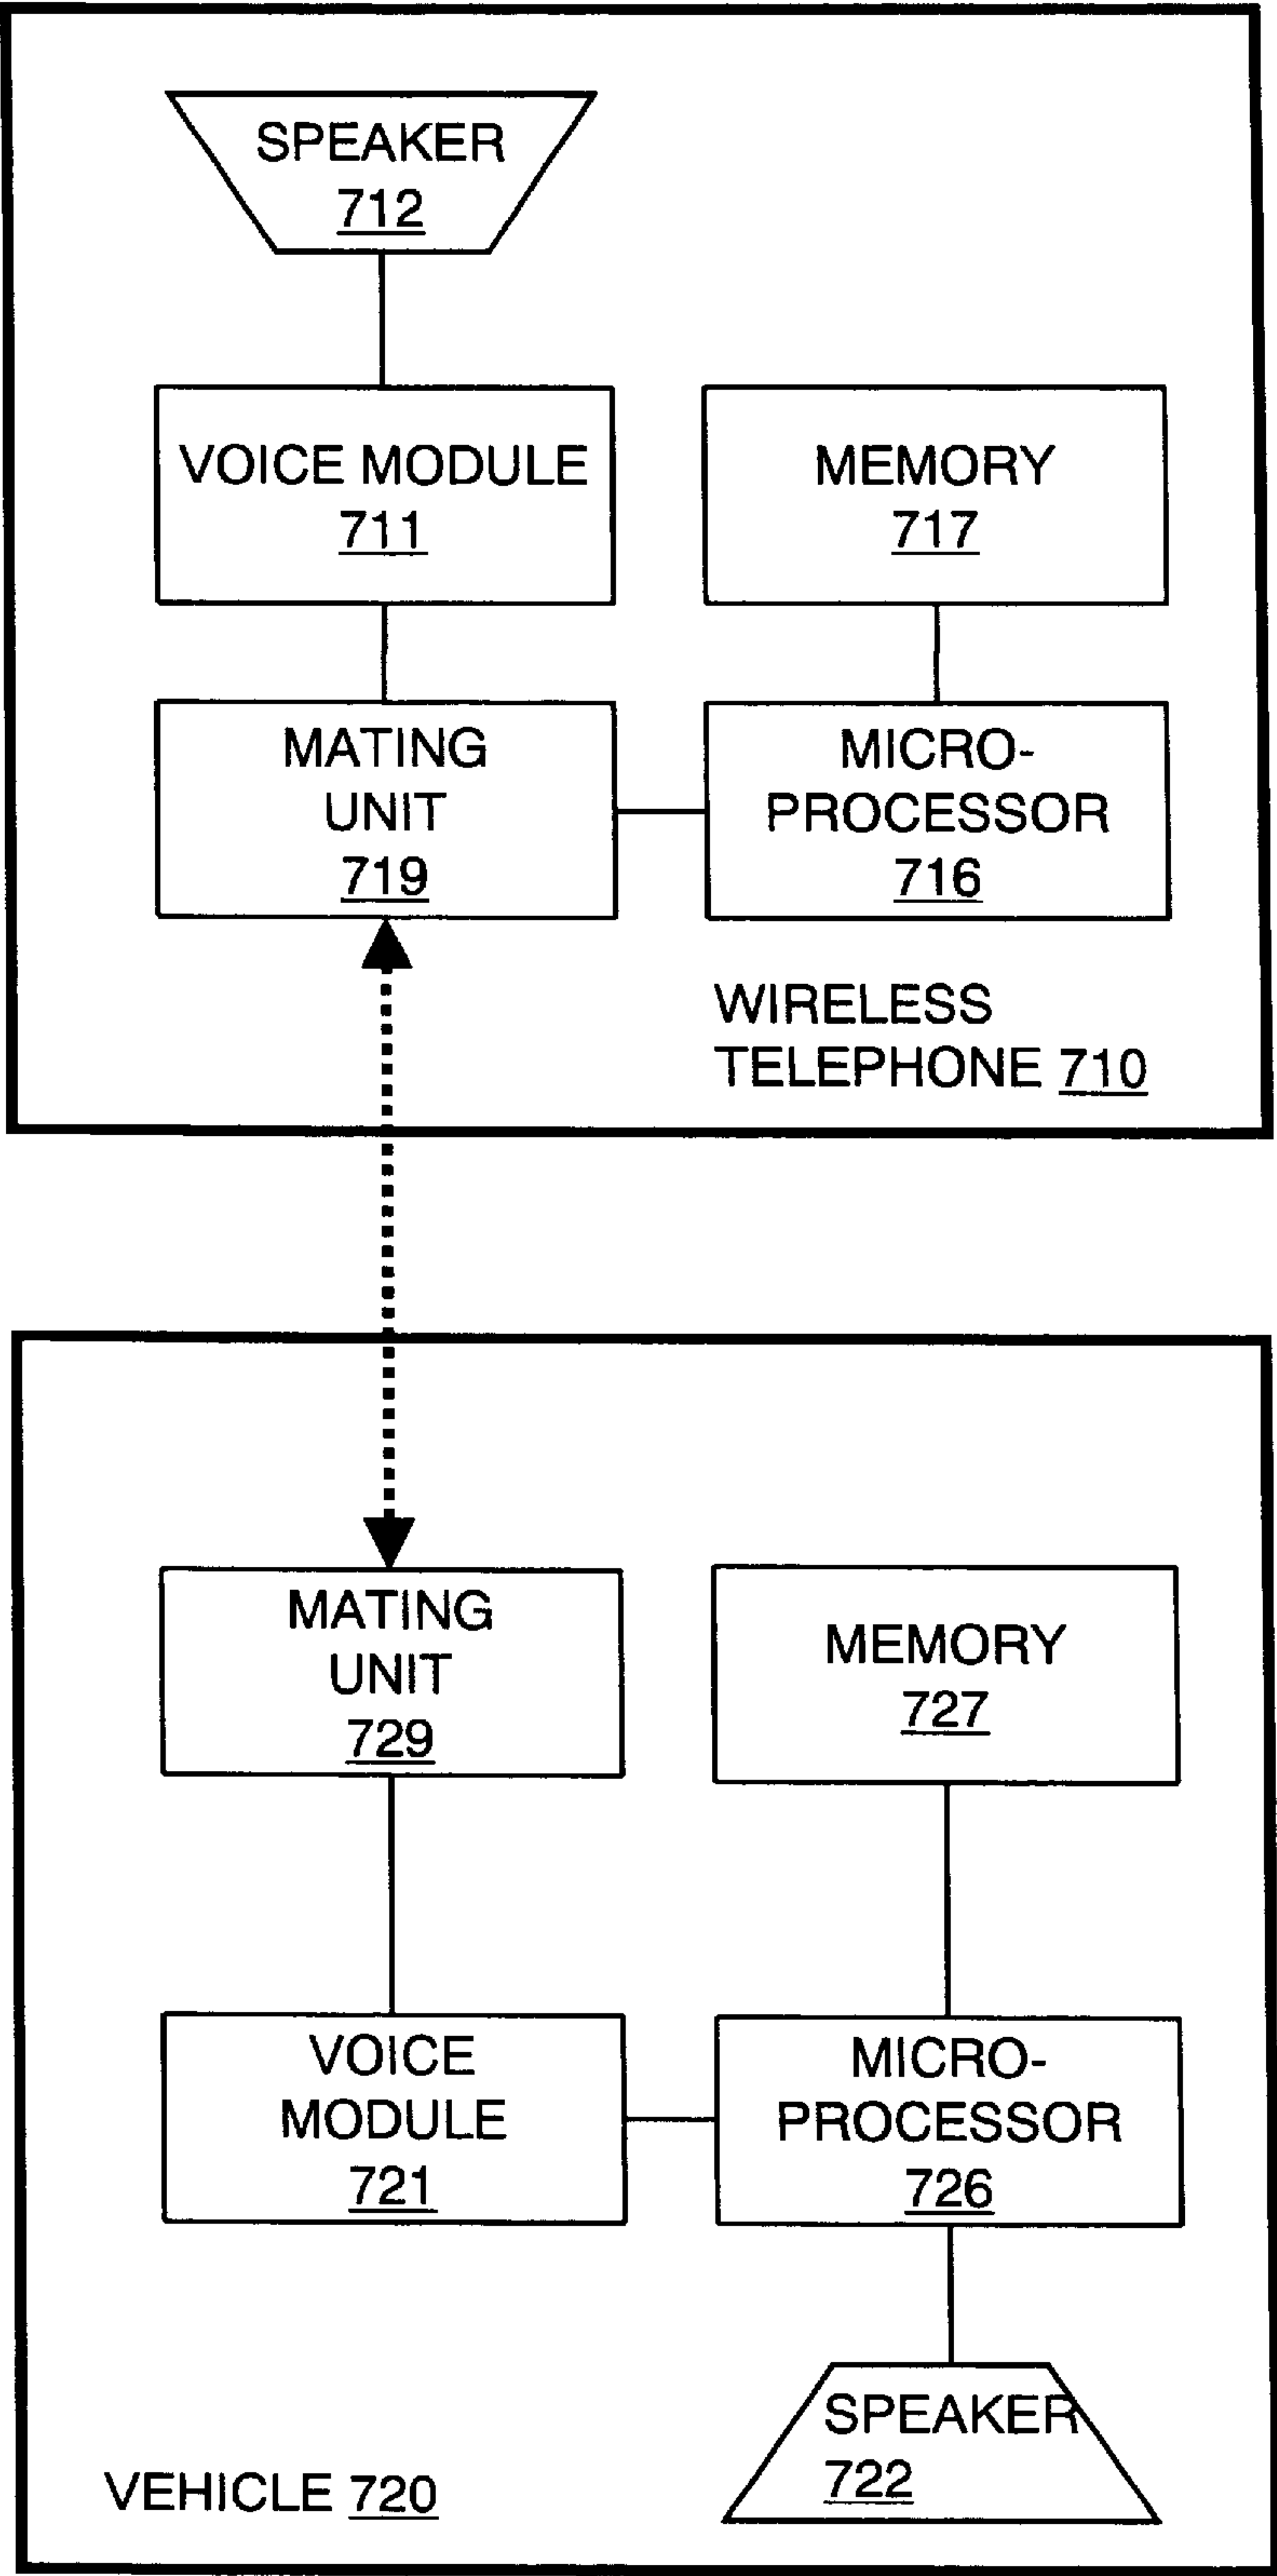 SPEAKER
712
VOICE MODULE
711
MEMORY
717
MATING
UNIT
719
MICRO-
PROCESSOR
716
WIRELESS
TELEPHONE 710
MATING
UNIT
729
MEMORY
727
VOICE
MODULE
721
MICRO-
PROCESSOR
726
SPEAKER
722
VEHICLE 720